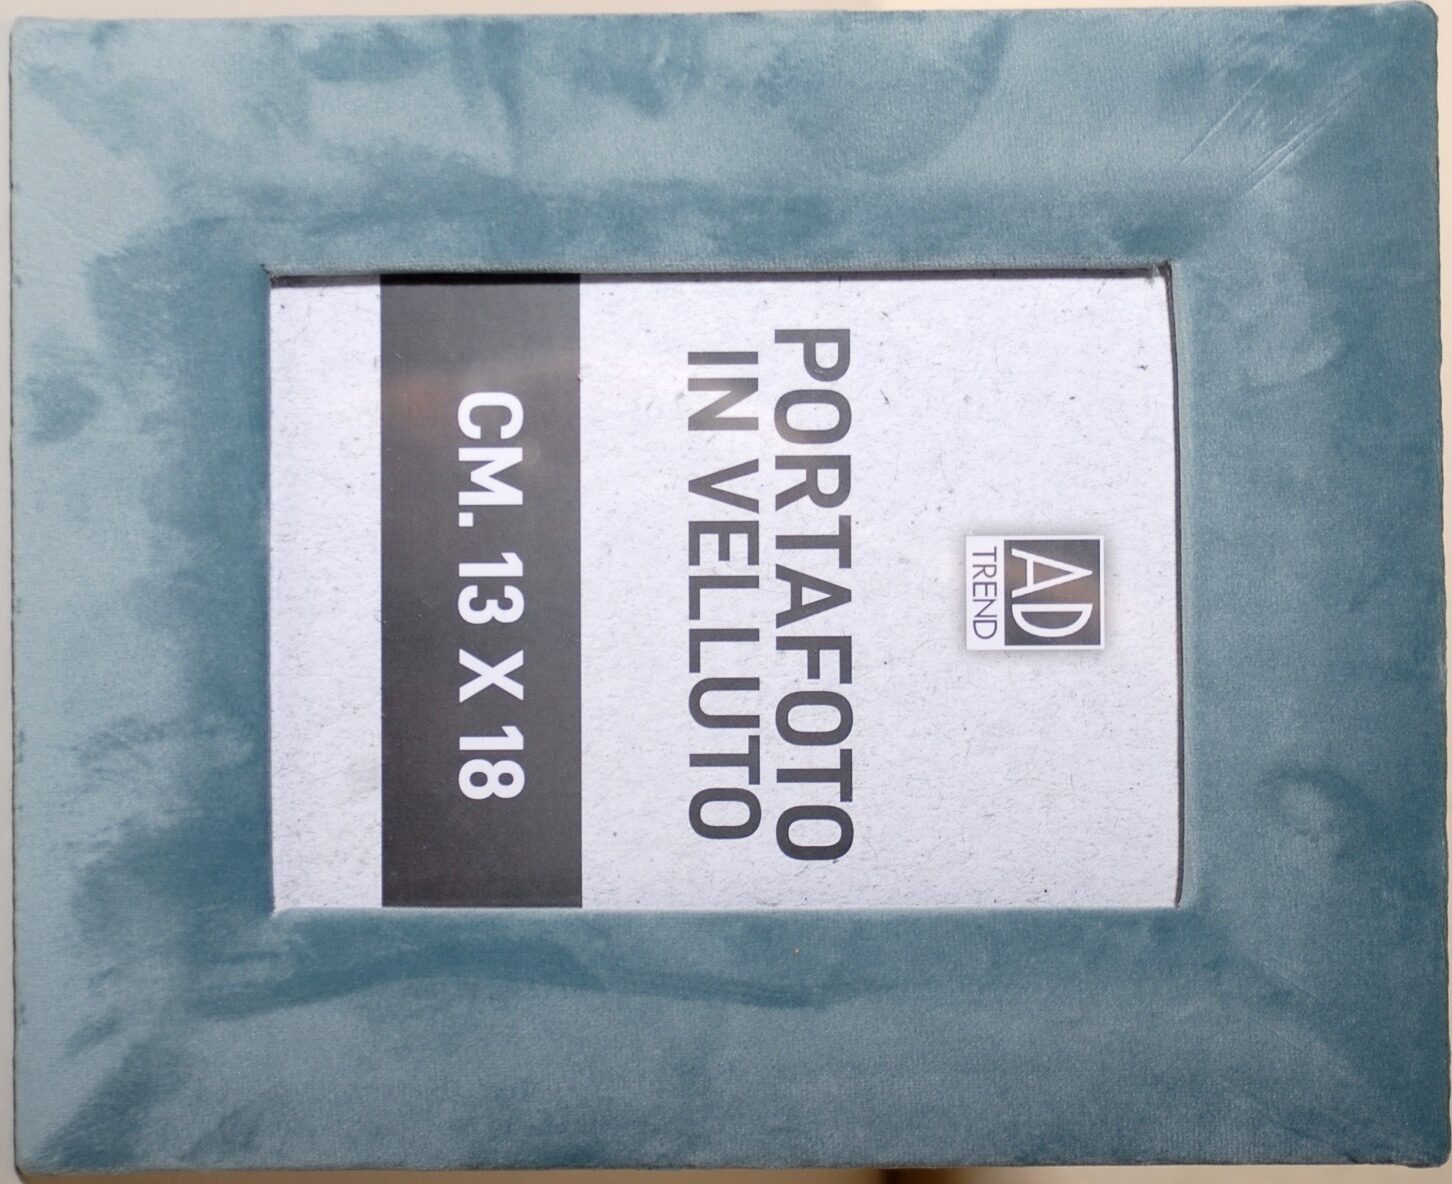 AD
TREND
PORTAFOTO
IN VELLUTO
CM. 13 X 18